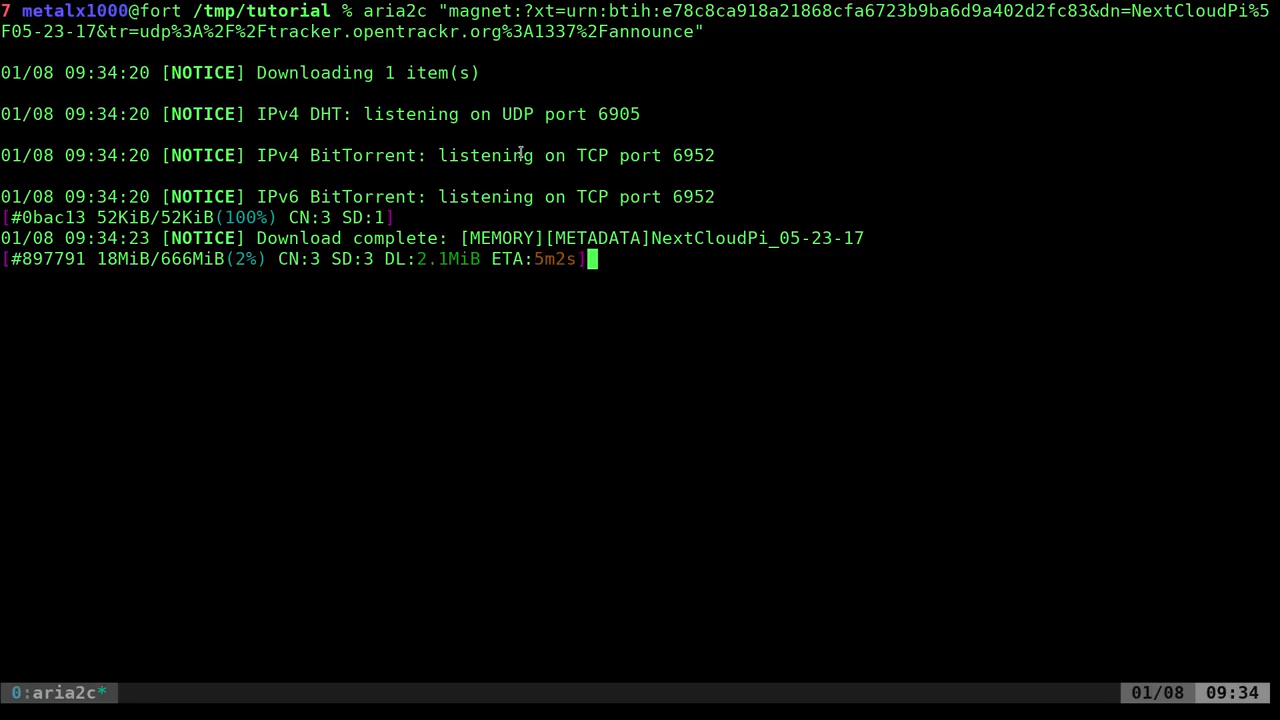 7 metalx1000@fort /tmp/tutorial % aria2c "magnet:?xt=urn:btih:e78c8ca918a21868cfa6723b9ba6d9a402d2fc83&dn=NextCloudPi%5
F05-23-17&tr=udp%3A%2F%2Ftracker.opentrackr.org%3A1337%2Fannounce"
01/08 09:34:20 [NOTICE] Downloading 1 item(s)
01/08 09:34:20 [NOTICE] IPv4 DHT: listening on UDP port 6905
01/08 09:34:20 [NOTICE] IPv4 BitTorrent: listening on TCP port 6952
01/08 09:34:20 [NOTICE] IPv6 BitTorrent: listening on TCP port 6952
[#0bac13 52KiB/52KiB(100%) CN:3 SD:1]
01/08 09:34:23 [NOTICE] Download complete: [MEMORY][METADATA]NextCloudPi_05-23-17
[#897791 18MiB/666MiB(2%) CN:3 SD:3 DL:2.1MiB ETA:5m2s]
0:aria2c* 01/08 09:34